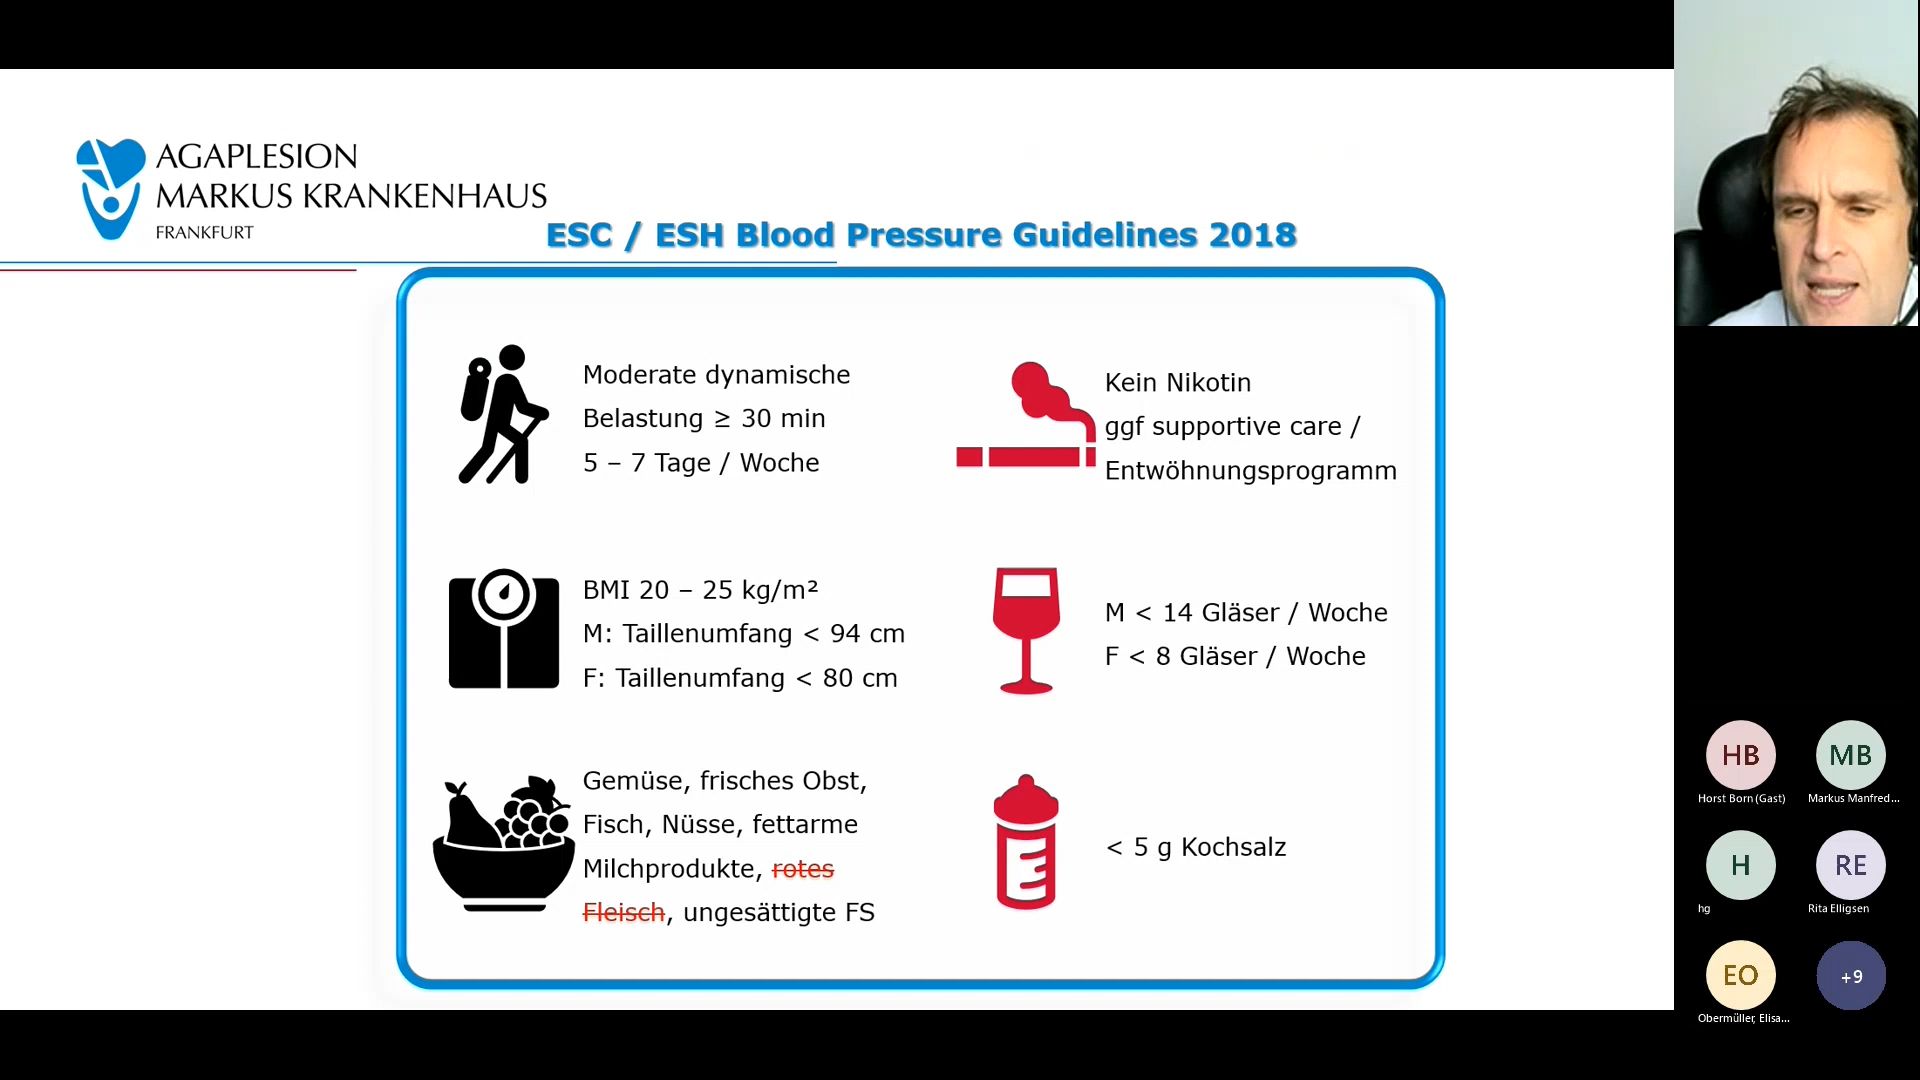 AGAPLESION
MARKUS KRANKENHAUS
FRANKFURT
ESC / ESH Blood Pressure Guidelines 2018
Moderate dynamische
Belastung ≥ 30 min
5 – 7 Tage / Woche
Kein Nikotin
ggf supportive care /
Entwöhnungsprogramm
BMI 20 – 25 kg/m²
M: Taillenumfang < 94 cm
F: Taillenumfang < 80 cm
M < 14 Gläser / Woche
F < 8 Gläser / Woche
Gemüse, frisches Obst,
Fisch, Nüsse, fettarme
Milchprodukte, rotes
Fleisch, ungesättigte FS
< 5 g Kochsalz
HB
Horst Born (Gast)
MB
Markus Manfred...
H
hg
RE
Rita Elligsen
EO
Obermüller, Elisa...
+9